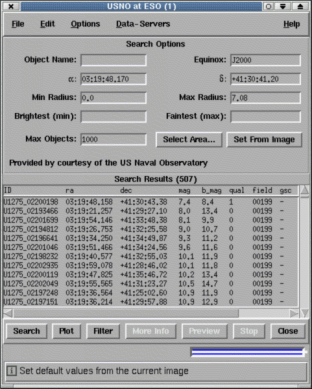 USNO at ESO (1)
File Edit Options Data-Servers Help
Search Options
Object Name: Equinox: J2000
α: 03:19:48.170 δ: +41:30:41.20
Min Radius: 0.0 Max Radius: 7.08
Brightest (min): Faintest (max):
Max Objects: 1000 Select Area... Set From Image
Provided by courtesy of the US Naval Observatory
Search Results (507)
ID ra dec mag b_mag qual field gsc
U1275_02200198 03:19:48,158 +41:30:43,38 7,4 8,4 1 00199 -
U1275_02193466 03:19:21,257 +41:29:27,10 8,0 13,4 0 00199 -
U1275_02201699 03:19:54,146 +41:33:48,38 8,1 9,9 0 00199 -
U1275_02194812 03:19:26,753 +41:32:25,58 9,0 10,7 0 00199 -
U1275_02196641 03:19:34,250 +41:34:49,87 9,3 11,2 0 00199 -
U1275_02201046 03:19:51,466 +41:34:24,56 9,6 11,6 0 00199 -
U1275_02198232 03:19:40,577 +41:32:55,03 10,1 11,9 0 00199 -
U1275_02202935 03:19:59,078 +41:28:46,02 10,1 11,8 0 00199 -
U1275_02200119 03:19:47,825 +41:35:46,72 10,2 13,4 0 00199 -
U1275_02202049 03:19:55,565 +41:31:23,27 10,5 14,7 0 00199 -
U1275_02197248 03:19:36,564 +41:25:02,60 10,9 11,9 0 00199 -
U1275_02197151 03:19:36,214 +41:29:57,88 10,9 12,9 0 00199 -
Search Plot Filter More Info Preview Stop Close
Set default values from the current image